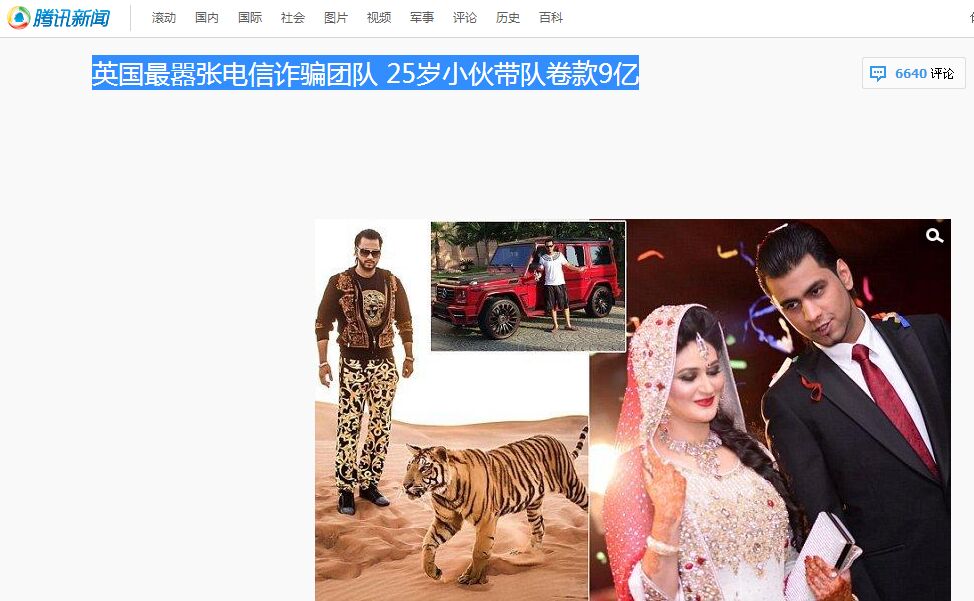 腾讯新闻 滚动 国内 国际 社会 图片 视频 军事 评论 历史 百科
英国最嚣张电信诈骗团队 25岁小伙带队卷款9亿
6640 评论